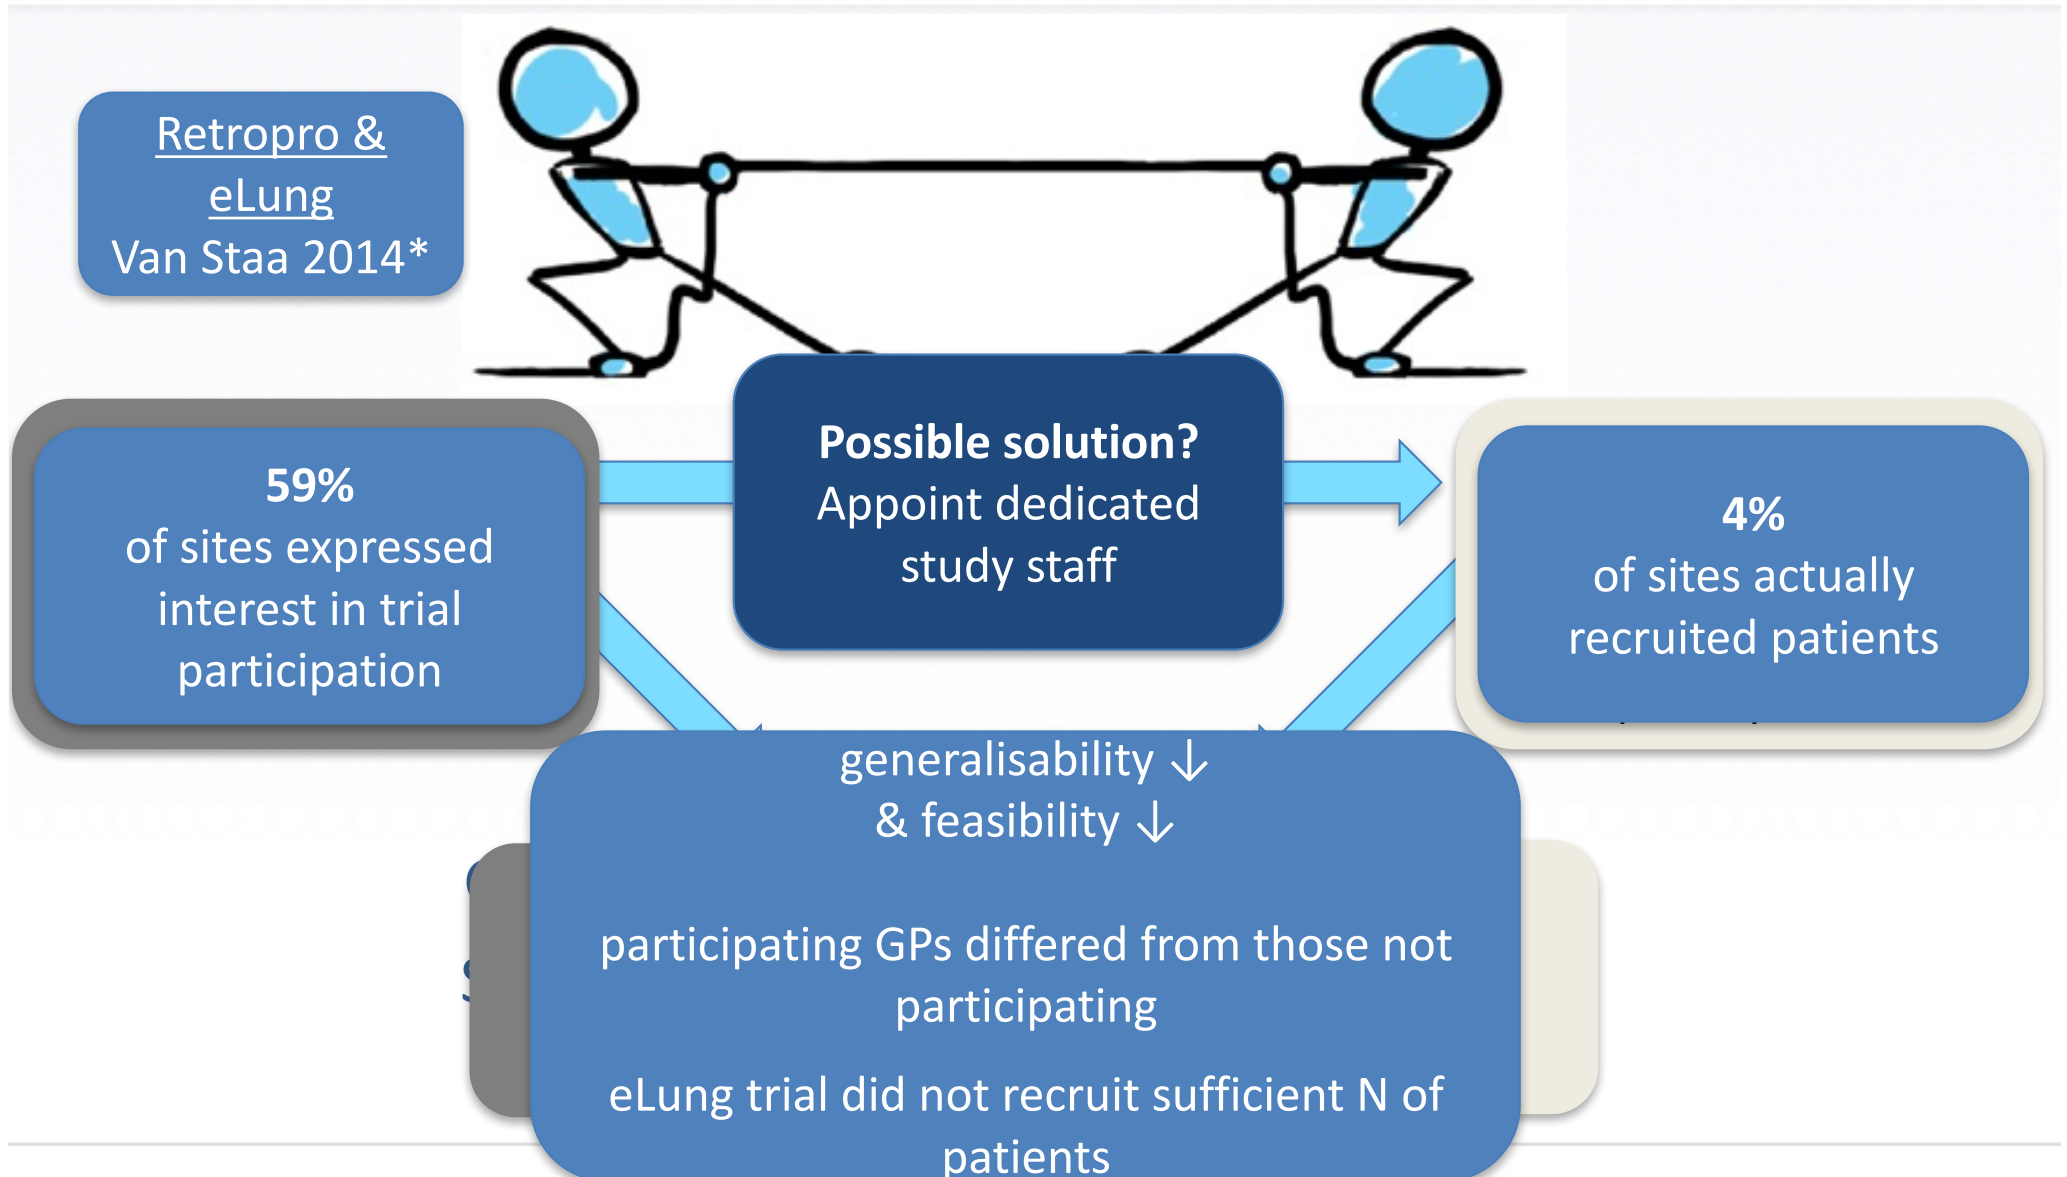 Retropro &
eLung
Van Staa 2014*
Possible solution?
Appoint dedicated
study staff
59%
of sites expressed
interest in trial
participation
4%
of sites actually
recruited patients
generalisability ↓
& feasibility ↓
participating GPs differed from those not
participating
eLung trial did not recruit sufficient N of
patients